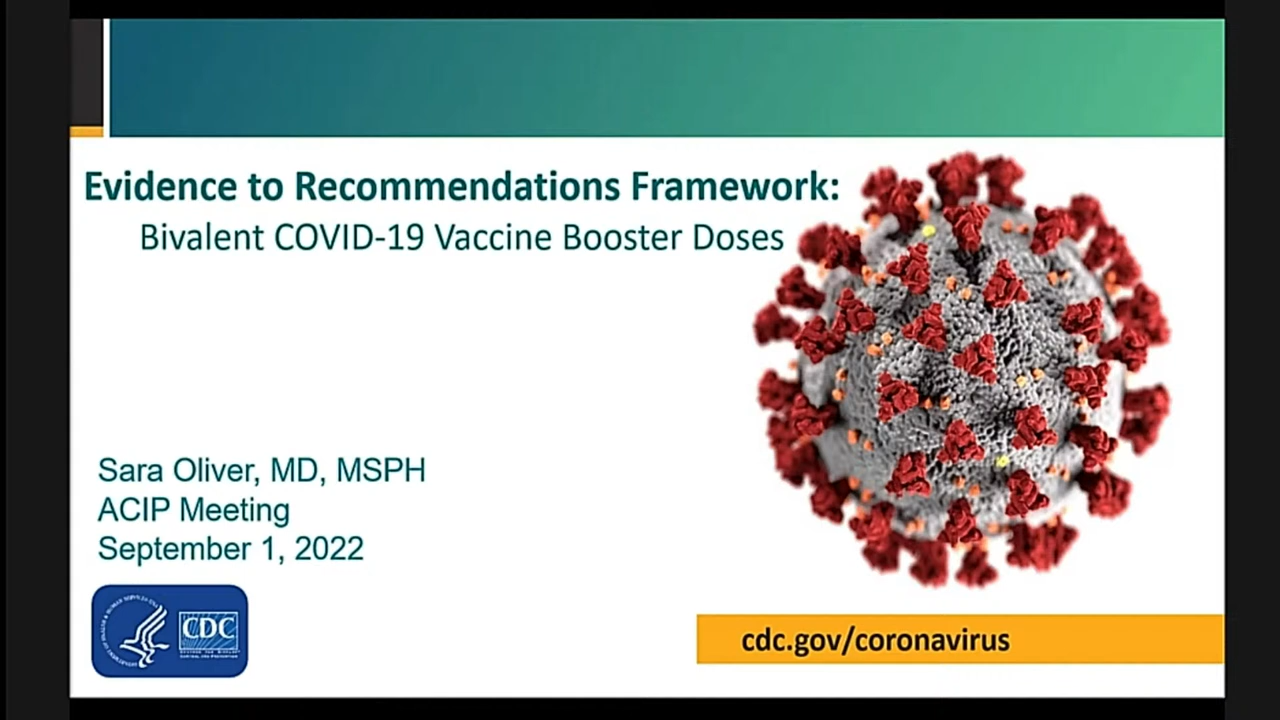 Evidence to Recommendations Framework:
Bivalent COVID-19 Vaccine Booster Doses
Sara Oliver, MD, MSPH
ACIP Meeting
September 1, 2022
CDC
cdc.gov/coronavirus